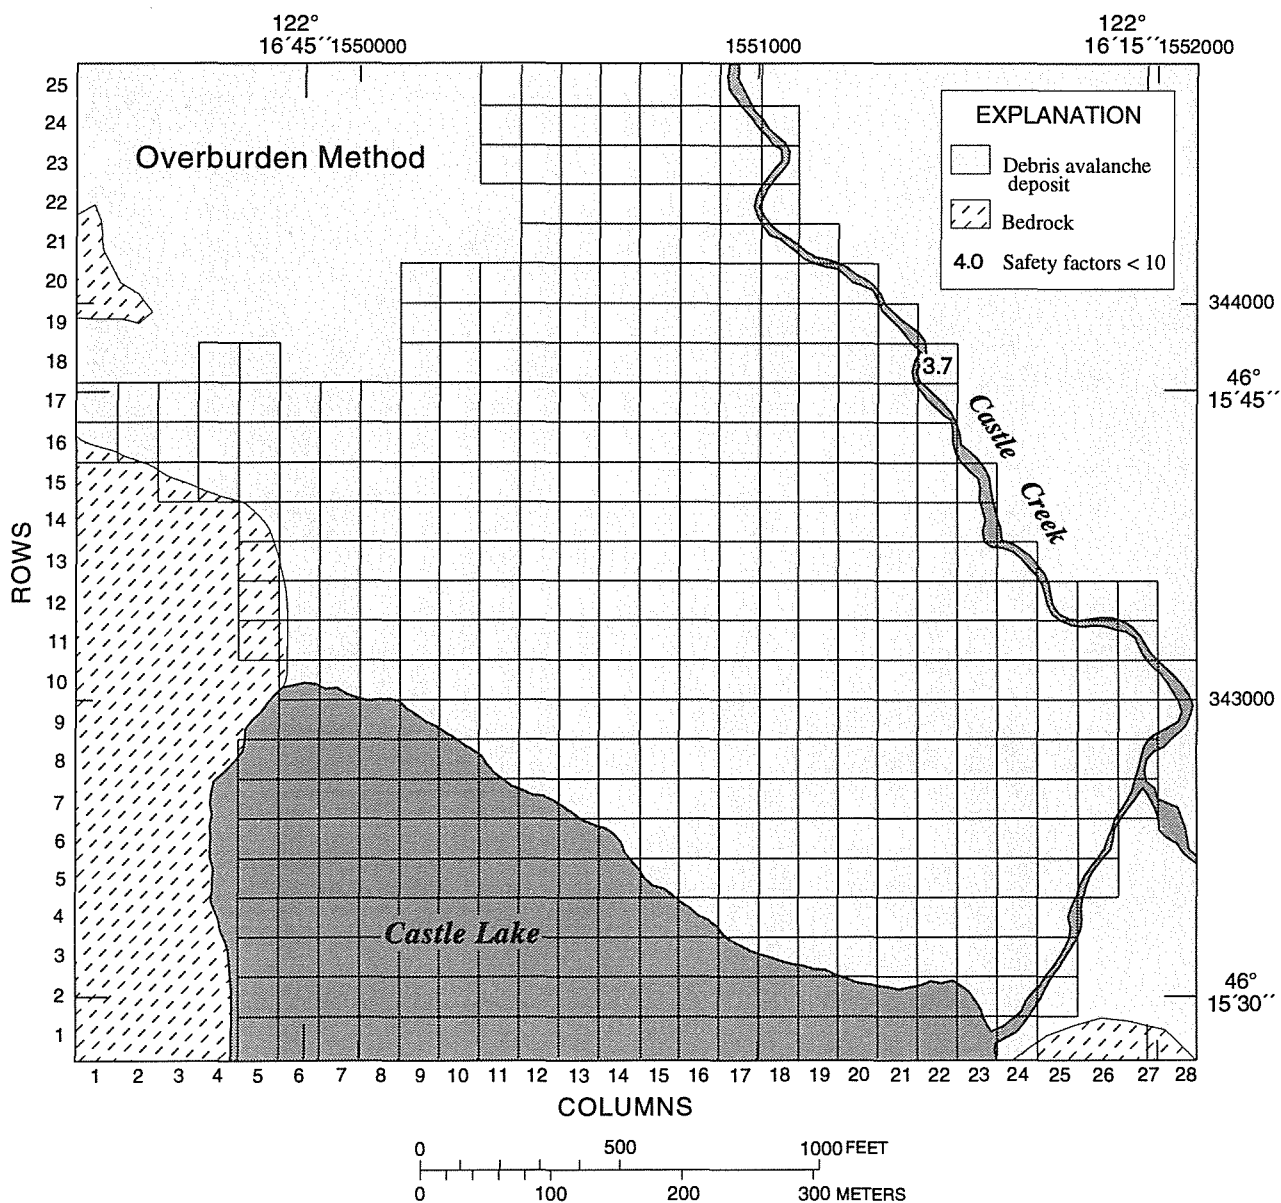 122°
16´45´´1550000
1551000
122°
16´15´´1552000
25
24
23
22
21
20
19
18
17
16
15
14
13
12
11
10
9
8
7
6
5
4
3
2
1
ROWS
Overburden Method
EXPLANATION
Debris avalanche
deposit
Bedrock
4.0 Safety factors < 10
344000
3.7
46°
15´45´´
Castle
Creek
343000
Castle Lake
46°
15´30´´
1 2 3 4 5 6 7 8 9 10 11 12 13 14 15 16 17 18 19 20 21 22 23 24 25 26 27 28
COLUMNS
0 500 1000 FEET
0 100 200 300 METERS